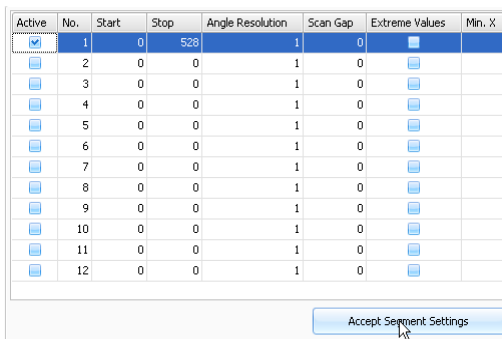 Active No. Start Stop Angle Resolution Scan Gap Extreme Values Min. X
1 0 528 1 0
2 0 0 1 0
3 0 0 1 0
4 0 0 1 0
5 0 0 1 0
6 0 0 1 0
7 0 0 1 0
8 0 0 1 0
9 0 0 1 0
10 0 0 1 0
11 0 0 1 0
12 0 0 1 0
Accept Segment Settings